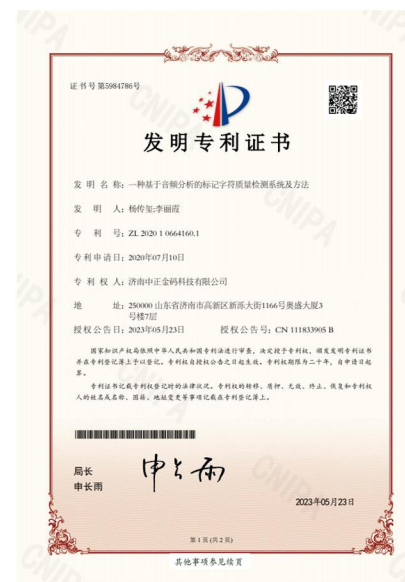 证书号第5984786号
发明专利证书
发 明 名 称：一种基于音频分析的标记字符质量检测系统及方法
发 明 人：杨传玺;李丽霞
专 利 号：ZL 2020 1 0664160.1
专利申请日：2020年07月10日
专 利 权 人：济南中正金码科技有限公司
地 址：250000 山东省济南市高新区新泺大街1166号奥盛大厦3
号楼7层
授权公告日：2023年05月23日 授权公告号：CN 111833905 B
国家知识产权局依照中华人民共和国专利法进行审查，决定授予专利权，颁发发明专利证书
并在专利登记簿上予以登记。专利权自授权公告之日起生效。专利权期限为二十年，自申请日起
算。
专利证书记载专利权登记时的法律状况。专利权的转移、质押、无效、终止、恢复和专利权
人的姓名或名称、国籍、地址变更等事项记载在专利登记簿上。
局长
申长雨
申长雨
2023年05月23日
第 1 页 (共 2 页)
其他事项参见续页
CNIPA
CNIPA
CNIPA
CNIPA